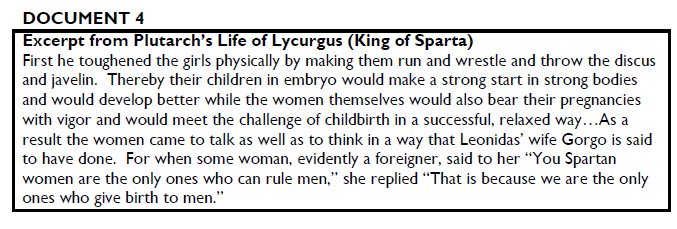 DOCUMENT 4
Excerpt from Plutarch's Life of Lycurgus (King of Sparta)
First he toughened the girls physically by making them run and wrestle and throw the discus
and javelin.  Thereby their children in embryo would make a strong start in strong bodies
and would develop better while the women themselves would also bear their pregnancies
with vigor and would meet the challenge of childbirth in a successful, relaxed way…As a
result the women came to talk as well as to think in a way that Leonidas' wife Gorgo is said
to have done.  For when some woman, evidently a foreigner, said to her “You Spartan
women are the only ones who can rule men,” she replied “That is because we are the only
ones who give birth to men.”